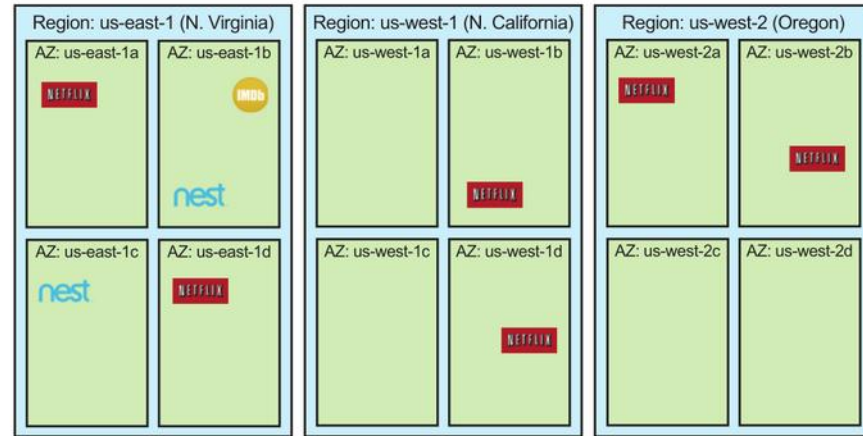 Region: us-east-1 (N. Virginia)
AZ: us-east-1a
NETFLIX
AZ: us-east-1b
IMDb
nest
AZ: us-east-1c
nest
AZ: us-east-1d
NETFLIX
Region: us-west-1 (N. California)
AZ: us-west-1a
AZ: us-west-1b
NETFLIX
AZ: us-west-1c
AZ: us-west-1d
NETFLIX
Region: us-west-2 (Oregon)
AZ: us-west-2a
NETFLIX
AZ: us-west-2b
NETFLIX
AZ: us-west-2c
AZ: us-west-2d